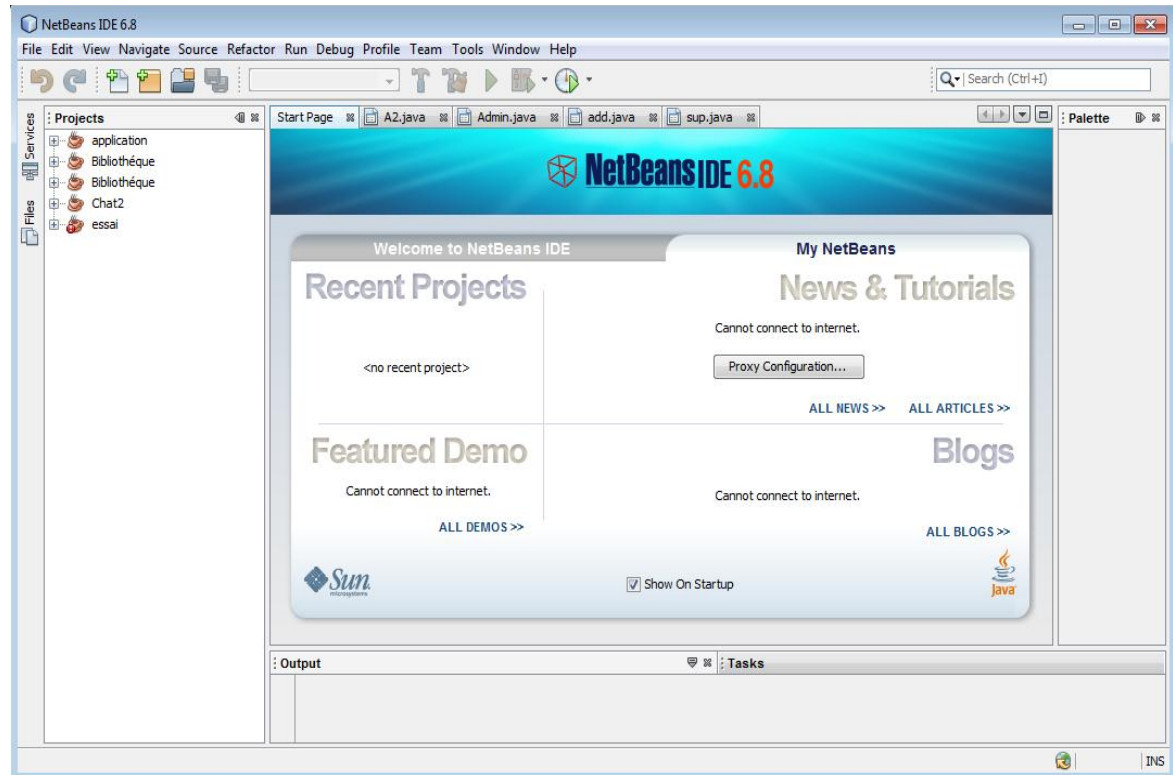 NetBeans IDE 6.8
File Edit View Navigate Source Refactor Run Debug Profile Team Tools Window Help
Search (Ctrl+I)
Services
Files
Projects
application
Bibliothéque
Bibliothéque
Chat2
essai
Start Page A2.java Admin.java add.java sup.java
Palette
NetBeans IDE 6.8
Welcome to NetBeans IDE
My NetBeans
Recent Projects
<no recent project>
News & Tutorials
Cannot connect to internet.
Proxy Configuration...
ALL NEWS >> ALL ARTICLES >>
Featured Demo
Cannot connect to internet.
ALL DEMOS >>
Blogs
Cannot connect to internet.
ALL BLOGS >>
Sun
microsystems
Show On Startup
Java
Output
Tasks
INS